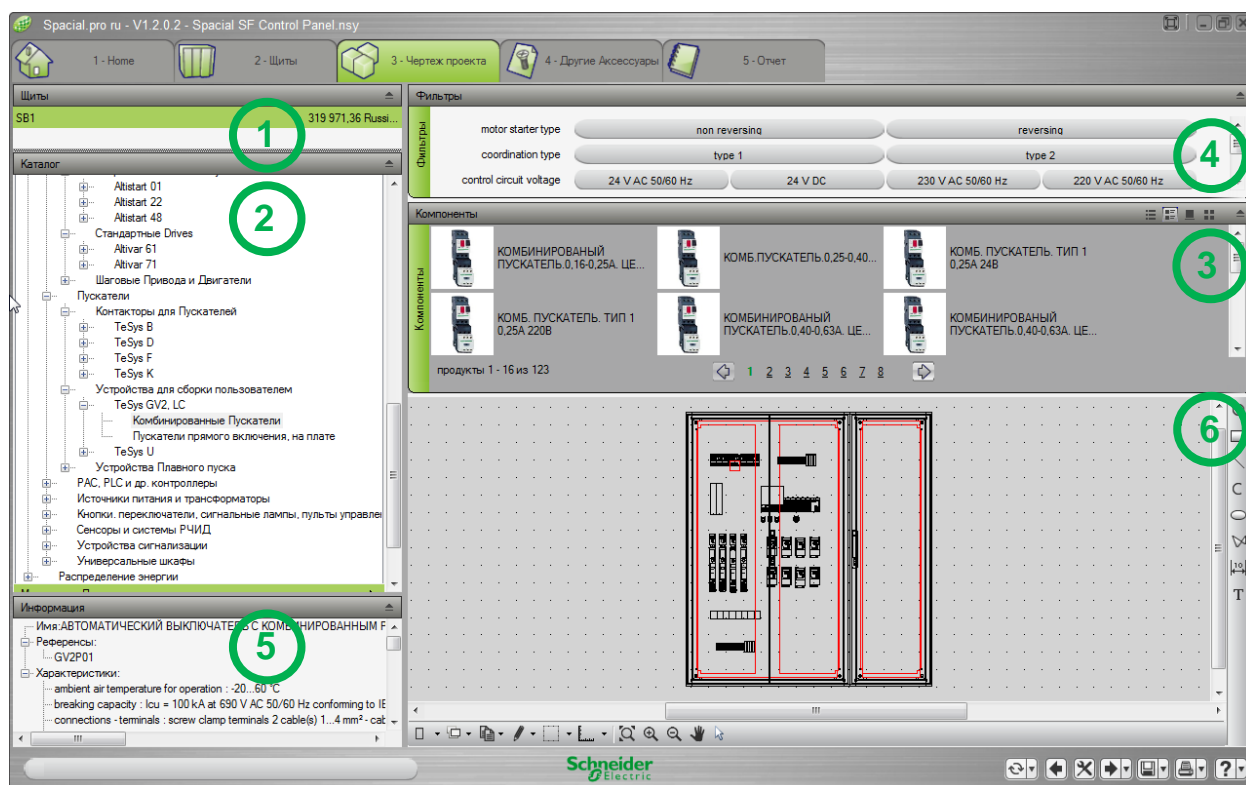 Spacial.pro ru - V1.2.0.2 - Spacial SF Control Panel.nsy
1 - Home
2 - Щиты
3 - Чертеж проекта
4 - Другие Аксессуары
5 - Отчет
Щиты
SB1 319 971,36 Russi...
1
Каталог
2
Altistart 01
Altistart 22
Altistart 48
Стандартные Drives
Altivar 61
Altivar 71
Шаговые Привода и Двигатели
Пускатели
Контакторы для Пускателей
TeSys B
TeSys D
TeSys F
TeSys K
Устройства для сборки пользователем
TeSys GV2, LC
Комбинированные Пускатели
Пускатели прямого включения, на плате
TeSys U
Устройства Плавного пуска
PAC, PLC и др. контроллеры
Источники питания и трансформаторы
Кнопки. переключатели, сигнальные лампы, пульты управлен
Сенсоры и системы РЧИД
Устройства сигнализации
Универсальные шкафы
Распределение энергии
Информация
Имя:АВТОМАТИЧЕСКИЙ ВЫКЛЮЧАТЕЛЬ С КОМБИНИРОВАННЫМ Р
Референсы:
GV2P01
5
Характеристики:
ambient air temperature for operation : -20...60 °C
breaking capacity : Icu = 100 kA at 690 V AC 50/60 Hz conforming to IE
connections - terminals : screw clamp terminals 2 cable(s) 1...4 mm² - cab
Фильтры
Фильтры
motor starter type non reversing reversing
coordination type type 1 type 2
control circuit voltage 24 V AC 50/60 Hz 24 V DC 230 V AC 50/60 Hz 220 V AC 50/60 Hz
4
Компоненты
Компоненты
КОМБИНИРОВАНЫЙ
ПУСКАТЕЛЬ.0,16-0,25А. ЦЕ...
КОМБ.ПУСКАТЕЛЬ.0,25-0,40...
КОМБ. ПУСКАТЕЛЬ. ТИП 1
0,25А 24В
3
КОМБ. ПУСКАТЕЛЬ. ТИП 1
0,25А 220В
КОМБИНИРОВАНЫЙ
ПУСКАТЕЛЬ.0,40-0,63А. ЦЕ...
КОМБИНИРОВАНЫЙ
ПУСКАТЕЛЬ.0,40-0,63А. ЦЕ...
продукты 1 - 16 из 123
1 2 3 4 5 6 7 8
6
10
T
Schneider
Electric
?